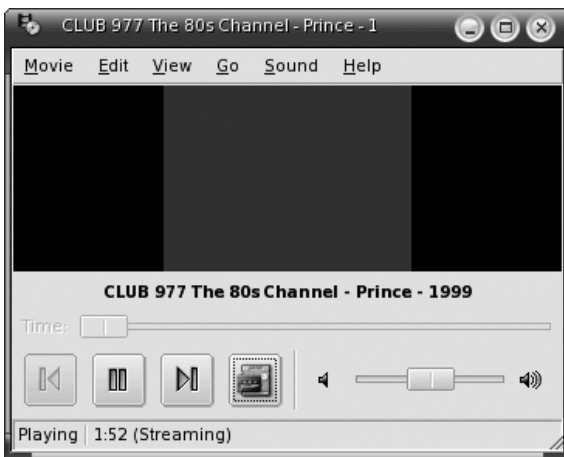 CLUB 977 The 80s Channel - Prince - 1
Movie Edit View Go Sound Help
CLUB 977 The 80s Channel - Prince - 1999
Time:
Playing 1:52 (Streaming)